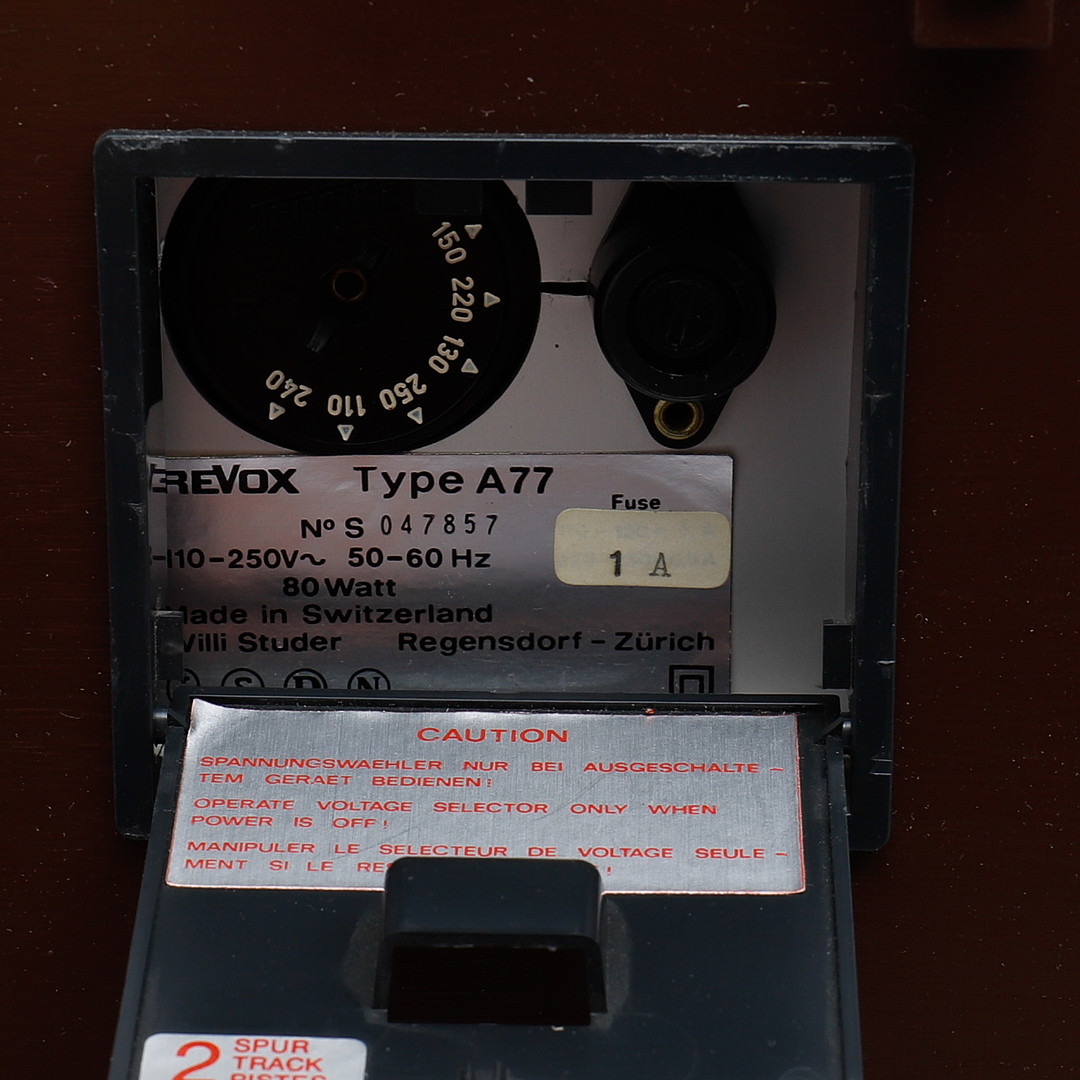 150
220
130
250
110
240
REVOX Type A77
Nº S 047857
Fuse
1 A
-110-250V~ 50-60 Hz
80 Watt
Made in Switzerland
Willi Studer Regensdorf - Zürich
S D N
CAUTION
SPANNUNGSWAEHLER NUR BEI AUSGESCHALTE -
TEM GERAET BEDIENEN!
OPERATE VOLTAGE SELECTOR ONLY WHEN
POWER IS OFF!
MANIPULER LE SELECTEUR DE VOLTAGE SEULE -
MENT SI LE !
2 SPUR
TRACK
PISTES